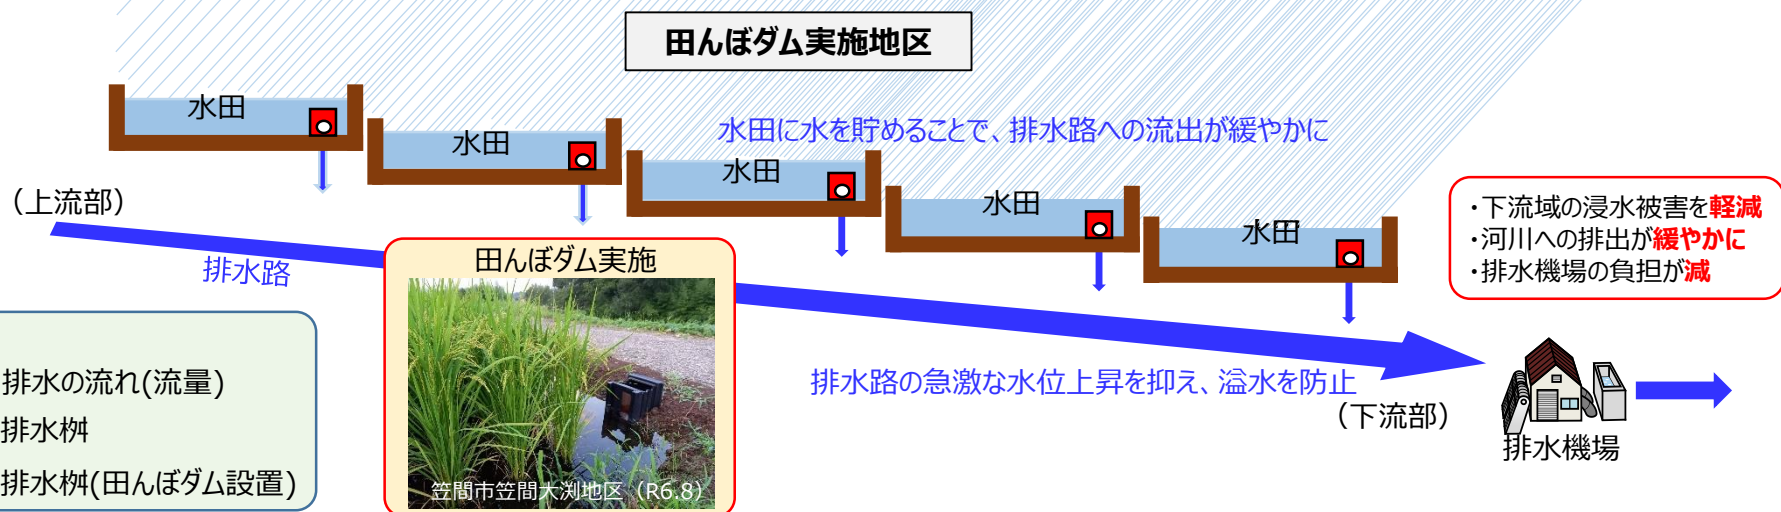 田んぼダム実施地区
水田
水田
水田に水を貯めることで、排水路への流出が緩やかに
水田
水田
水田
（上流部）
排水路
・下流域の浸水被害を軽減
・河川への排出が緩やかに
・排水機場の負担が減
田んぼダム実施
笠間市笠間大渕地区（R6.8）
排水の流れ(流量)
排水桝
排水桝(田んぼダム設置)
排水路の急激な水位上昇を抑え、溢水を防止
（下流部）
排水機場